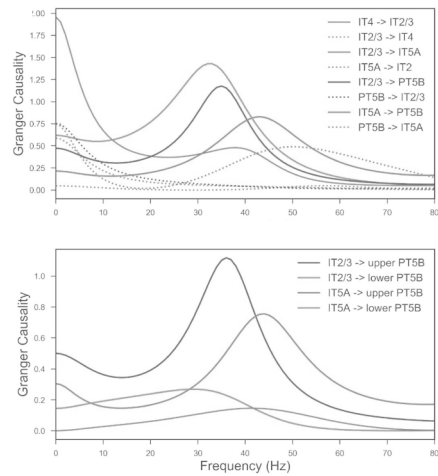 2.00
1.75
1.50
1.25
1.00
0.75
0.50
0.25
0.00
Granger Causality
IT4 -> IT2/3
IT2/3 -> IT4
IT2/3 -> IT5A
IT5A -> IT2
IT2/3 -> PT5B
PT5B -> IT2/3
IT5A -> PT5B
PT5B -> IT5A
0 10 20 30 40 50 60 70 80
1.0
0.8
0.6
0.4
0.2
0.0
Granger Causality
IT2/3 -> upper PT5B
IT2/3 -> lower PT5B
IT5A -> upper PT5B
IT5A -> lower PT5B
0 10 20 30 40 50 60 70 80
Frequency (Hz)